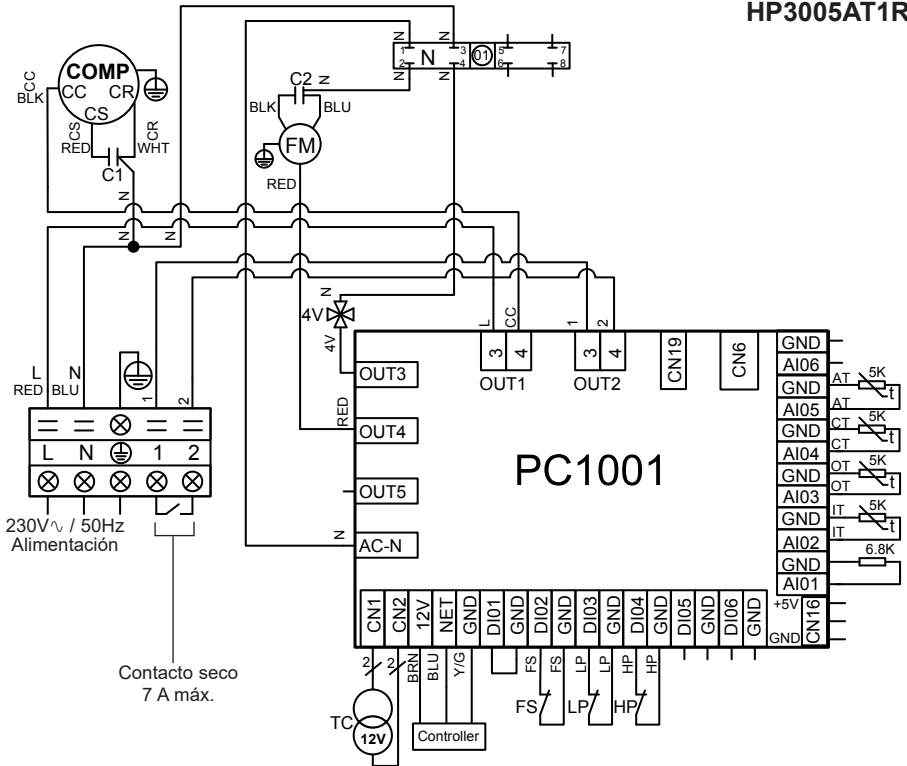 HP3005AT1R
COMP
CC CR
CS
CC
BLK
CS
RED
CR
WHT
C1
N
N
N
N
N
N
1 3 5 7
2 N 4 01 6 8
N
N
C2 N
BLK BLU
FM
RED
N
4V
4V
L
CC
1
2
3 4
OUT1
3 4
OUT2
CN19
CN6
OUT3
RED
OUT4
OUT5
N
AC-N
PC1001
GND
AI06
GND
AI05
GND
AI04
GND
AI03
GND
AI02
GND
AI01
+5V
GND
CN16
AT 5K
AT t
CT 5K
CT t
OT 5K
OT t
IT 5K
IT t
6.8K
L N
RED BLU
1 2
L N 1 2
230V∿ / 50Hz
Alimentación
Contacto seco
7 A máx.
CN1 CN2 12V NET GND DI01 GND DI02 GND DI03 GND DI04 GND DI05 GND DI06 GND
2 2 BRN BLU Y/G FS FS LP LP HP HP
FS LP HP
TC
12V
Controller